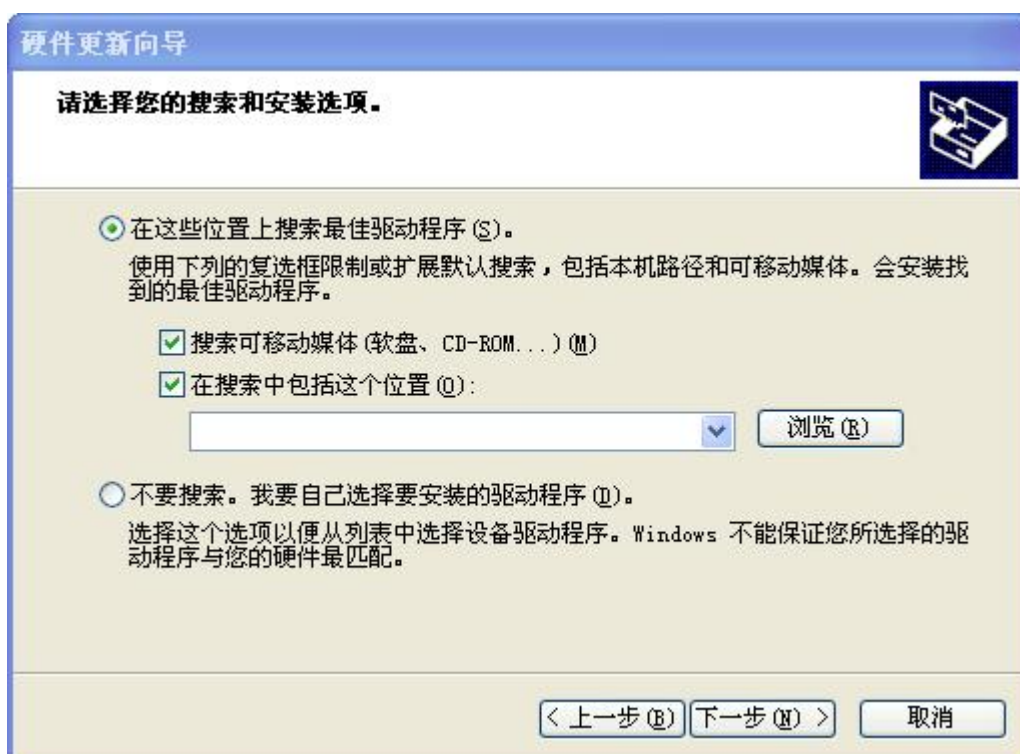 硬件更新向导
请选择您的搜索和安装选项。
在这些位置上搜索最佳驱动程序(S)。
使用下列的复选框限制或扩展默认搜索，包括本机路径和可移动媒体。会安装找
到的最佳驱动程序。
搜索可移动媒体(软盘、CD-ROM...)(M)
在搜索中包括这个位置(O):
浏览(R)
不要搜索。我要自己选择要安装的驱动程序(D)。
选择这个选项以便从列表中选择设备驱动程序。Windows 不能保证您所选择的驱
动程序与您的硬件最匹配。
< 上一步(B) 下一步(N) > 取消